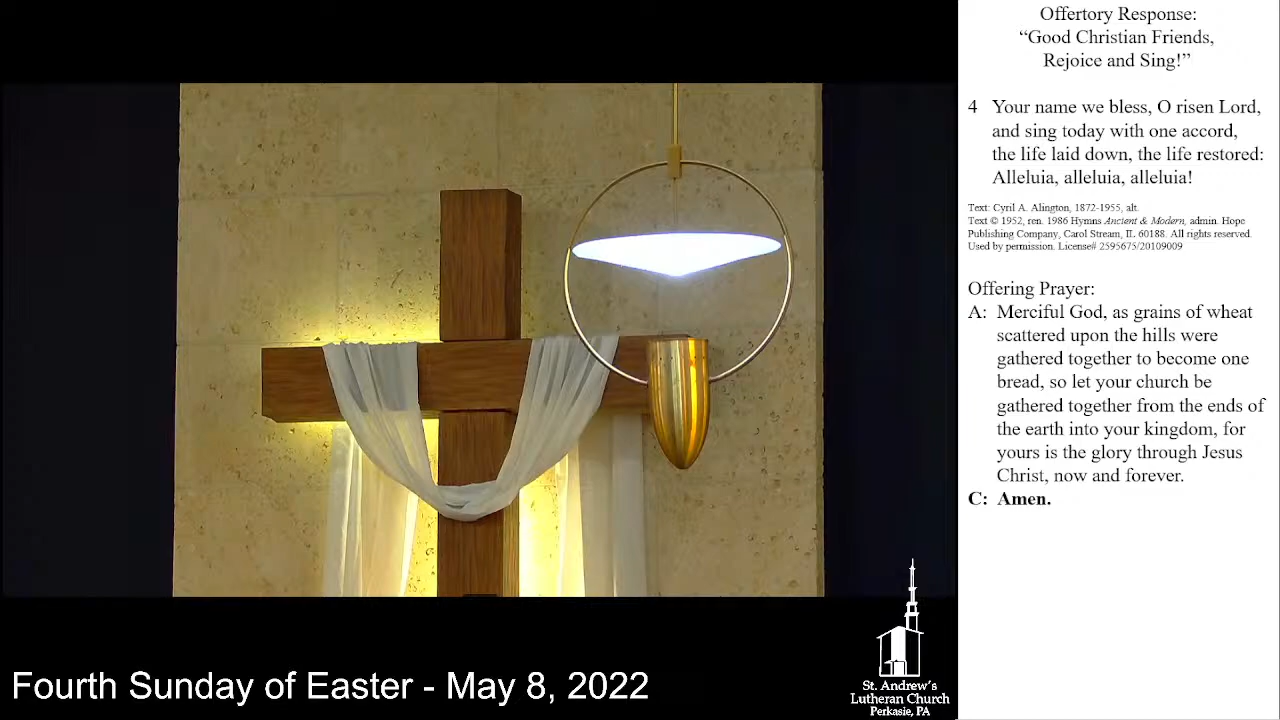 Offertory Response:
“Good Christian Friends,
Rejoice and Sing!”
4 Your name we bless, O risen Lord,
and sing today with one accord,
the life laid down, the life restored:
Alleluia, alleluia, alleluia!
Text: Cyril A. Alington, 1872-1955, alt.
Text © 1952, ren. 1986 Hymns Ancient & Modern, admin. Hope
Publishing Company, Carol Stream, IL 60188. All rights reserved.
Used by permission. License# 2595675/20109009
Offering Prayer:
A: Merciful God, as grains of wheat
scattered upon the hills were
gathered together to become one
bread, so let your church be
gathered together from the ends of
the earth into your kingdom, for
yours is the glory through Jesus
Christ, now and forever.
C: Amen.
Fourth Sunday of Easter - May 8, 2022
St. Andrew's
Lutheran Church
Perkasie, PA